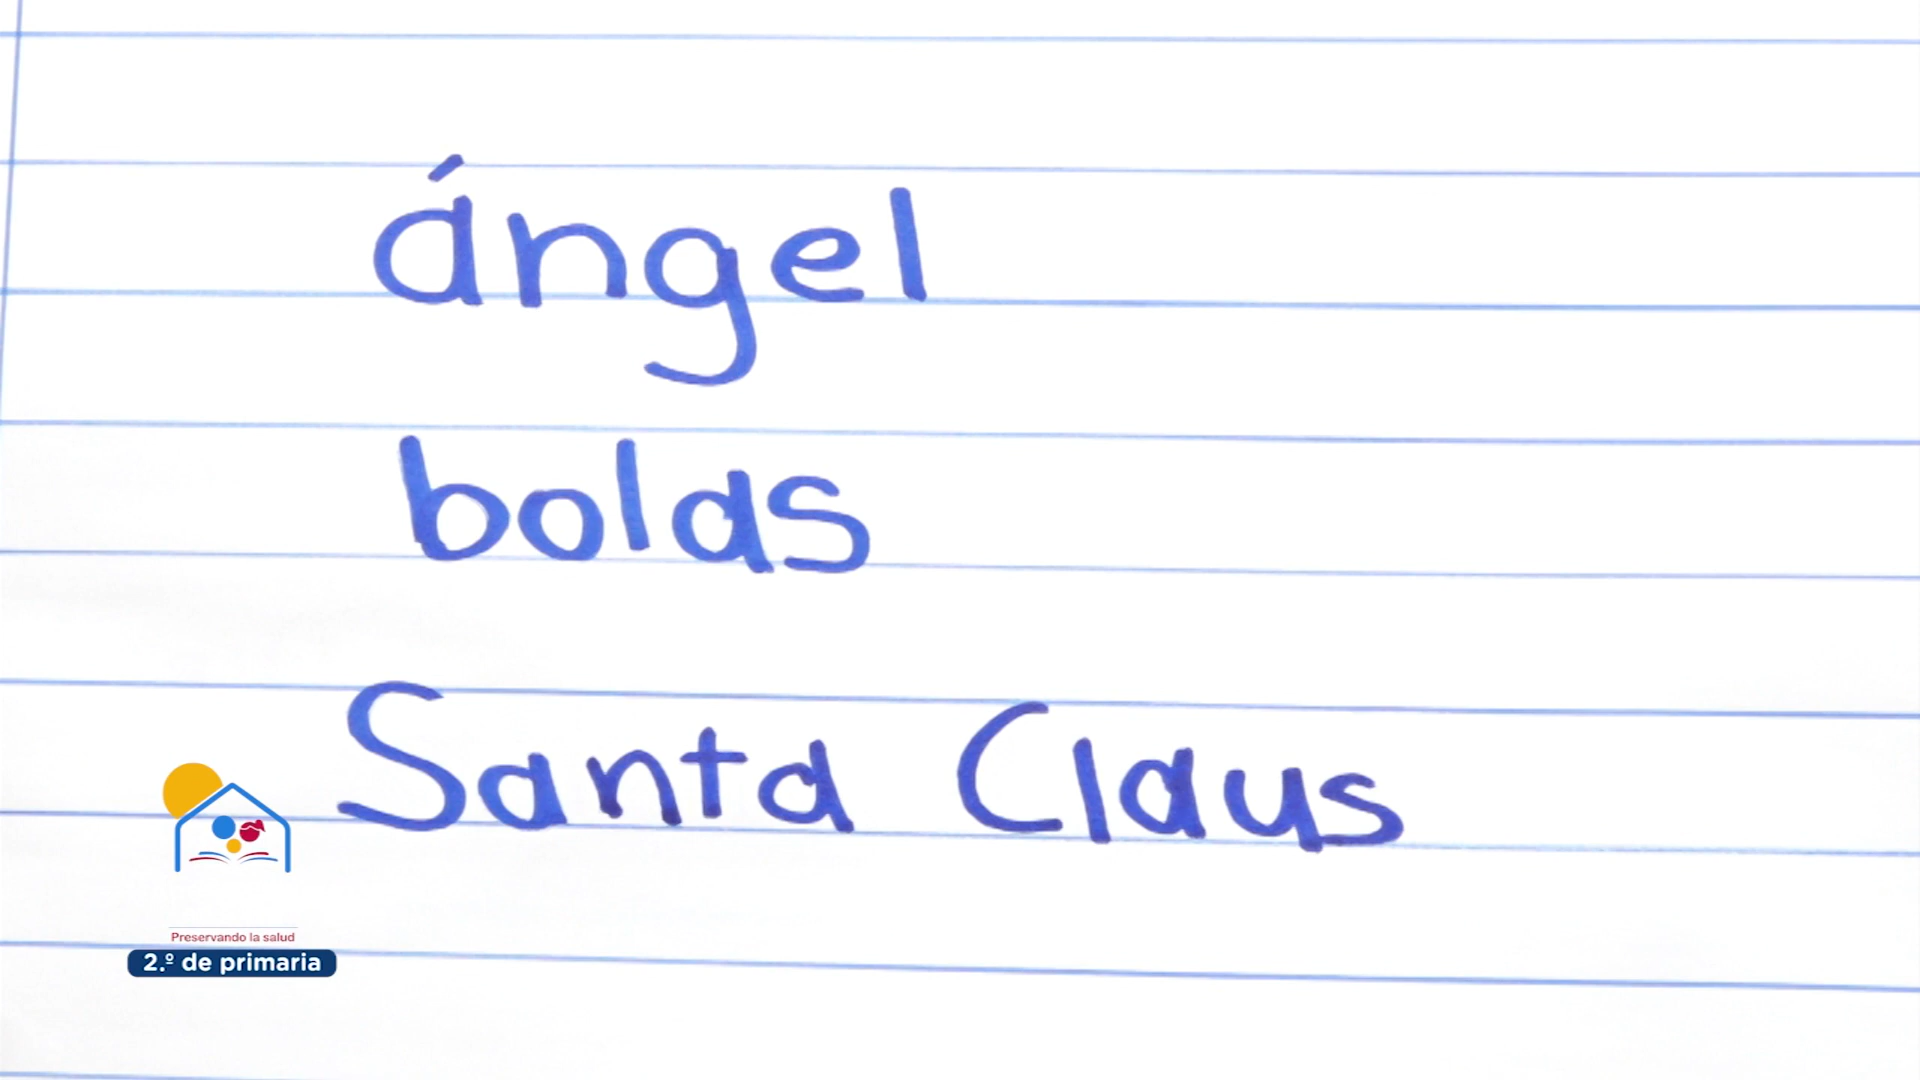 ángel
bolas
Santa Claus
Preservando la salud
2.º de primaria